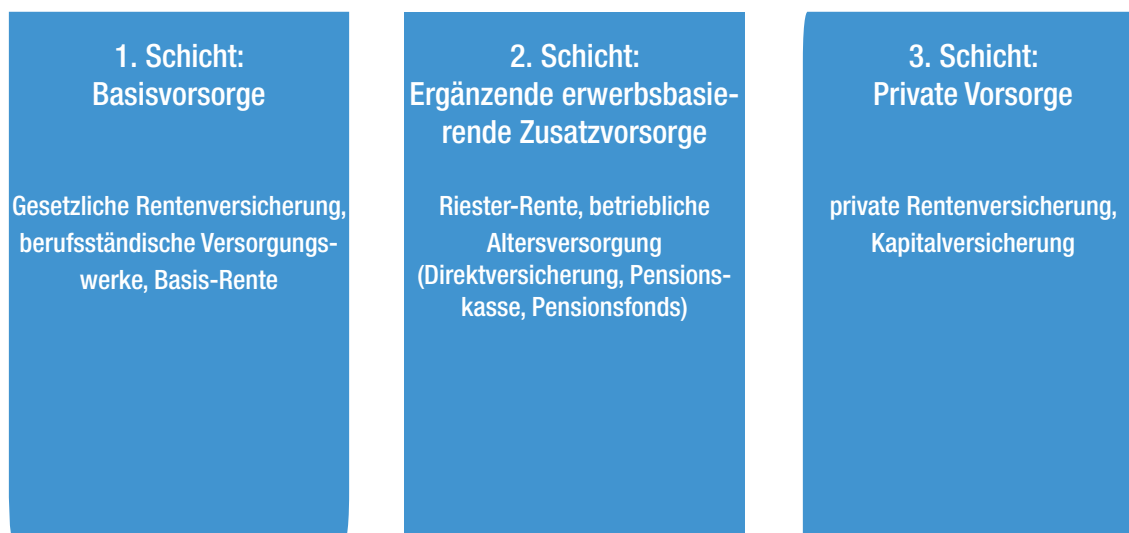 1. Schicht:
Basisvorsorge
Gesetzliche Rentenversicherung,
berufsständische Versorgungs-
werke, Basis-Rente
2. Schicht:
Ergänzende erwerbsbasie-
rende Zusatzvorsorge
Riester-Rente, betriebliche
Altersversorgung
(Direktversicherung, Pensions-
kasse, Pensionsfonds)
3. Schicht:
Private Vorsorge
private Rentenversicherung,
Kapitalversicherung